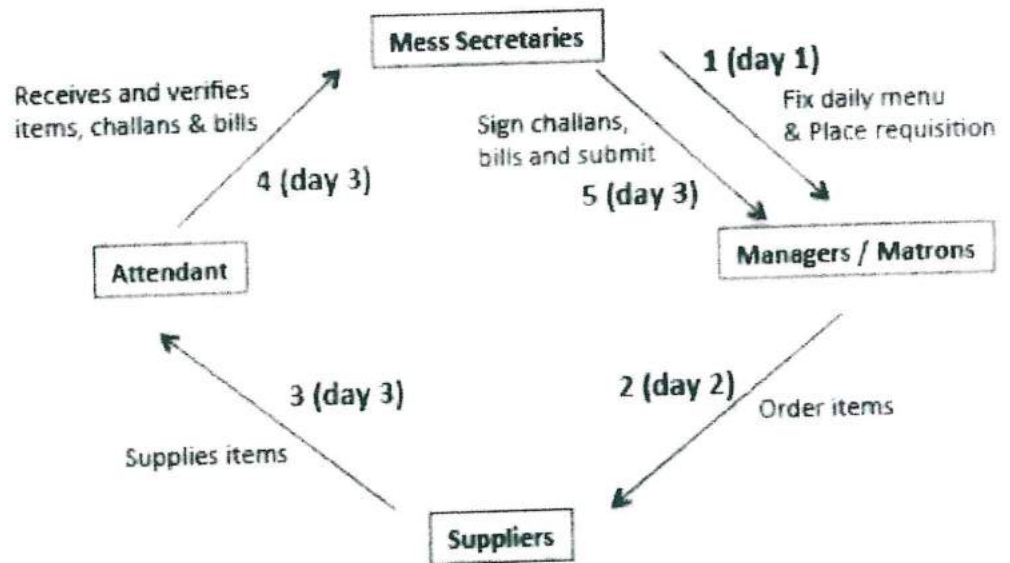 Mess Secretaries
1 (day 1)
Fix daily menu
& Place requisition
Receives and verifies
items, challans & bills
Sign challans,
bills and submit
4 (day 3)
5 (day 3)
Managers / Matrons
Attendant
3 (day 3)
2 (day 2)
Order items
Supplies items
Suppliers